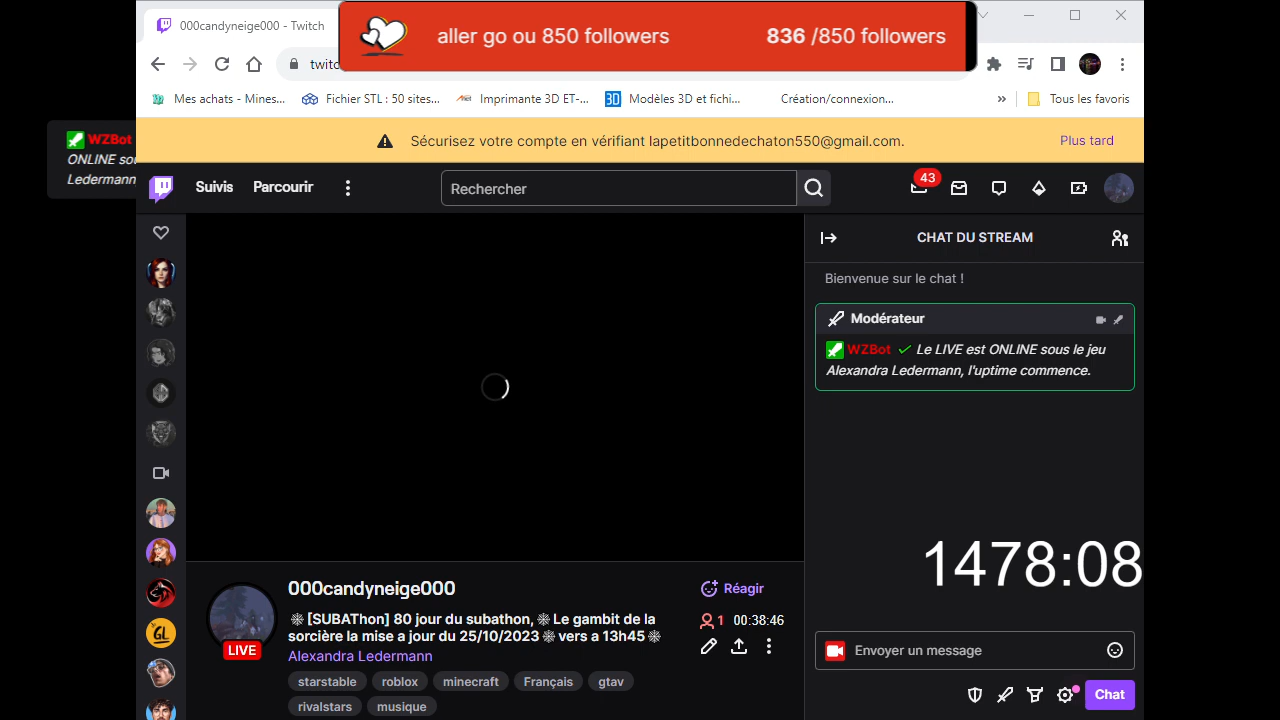 000candyneige000 - Twitch
aller go ou 850 followers
836 /850 followers
twitc
Mes achats - Mines...
Fichier STL : 50 sites...
Imprimante 3D ET-...
Modèles 3D et fichi...
Création/connexion...
»
Tous les favoris
WZBot
ONLINE sou
Ledermann,
Sécurisez votre compte en vérifiant lapetitbonnedechaton550@gmail.com.
Plus tard
Suivis
Parcourir
Rechercher
43
CHAT DU STREAM
Bienvenue sur le chat !
Modérateur
WZBot Le LIVE est ONLINE sous le jeu
Alexandra Ledermann, l'uptime commence.
1478:08
000candyneige000
Réagir
[SUBAThon] 80 jour du subathon, Le gambit de la
sorcière la mise a jour du 25/10/2023 vers a 13h45
1 00:38:46
LIVE
Alexandra Ledermann
starstable
roblox
minecraft
Français
gtav
rivalstars
musique
GL
Envoyer un message
Chat